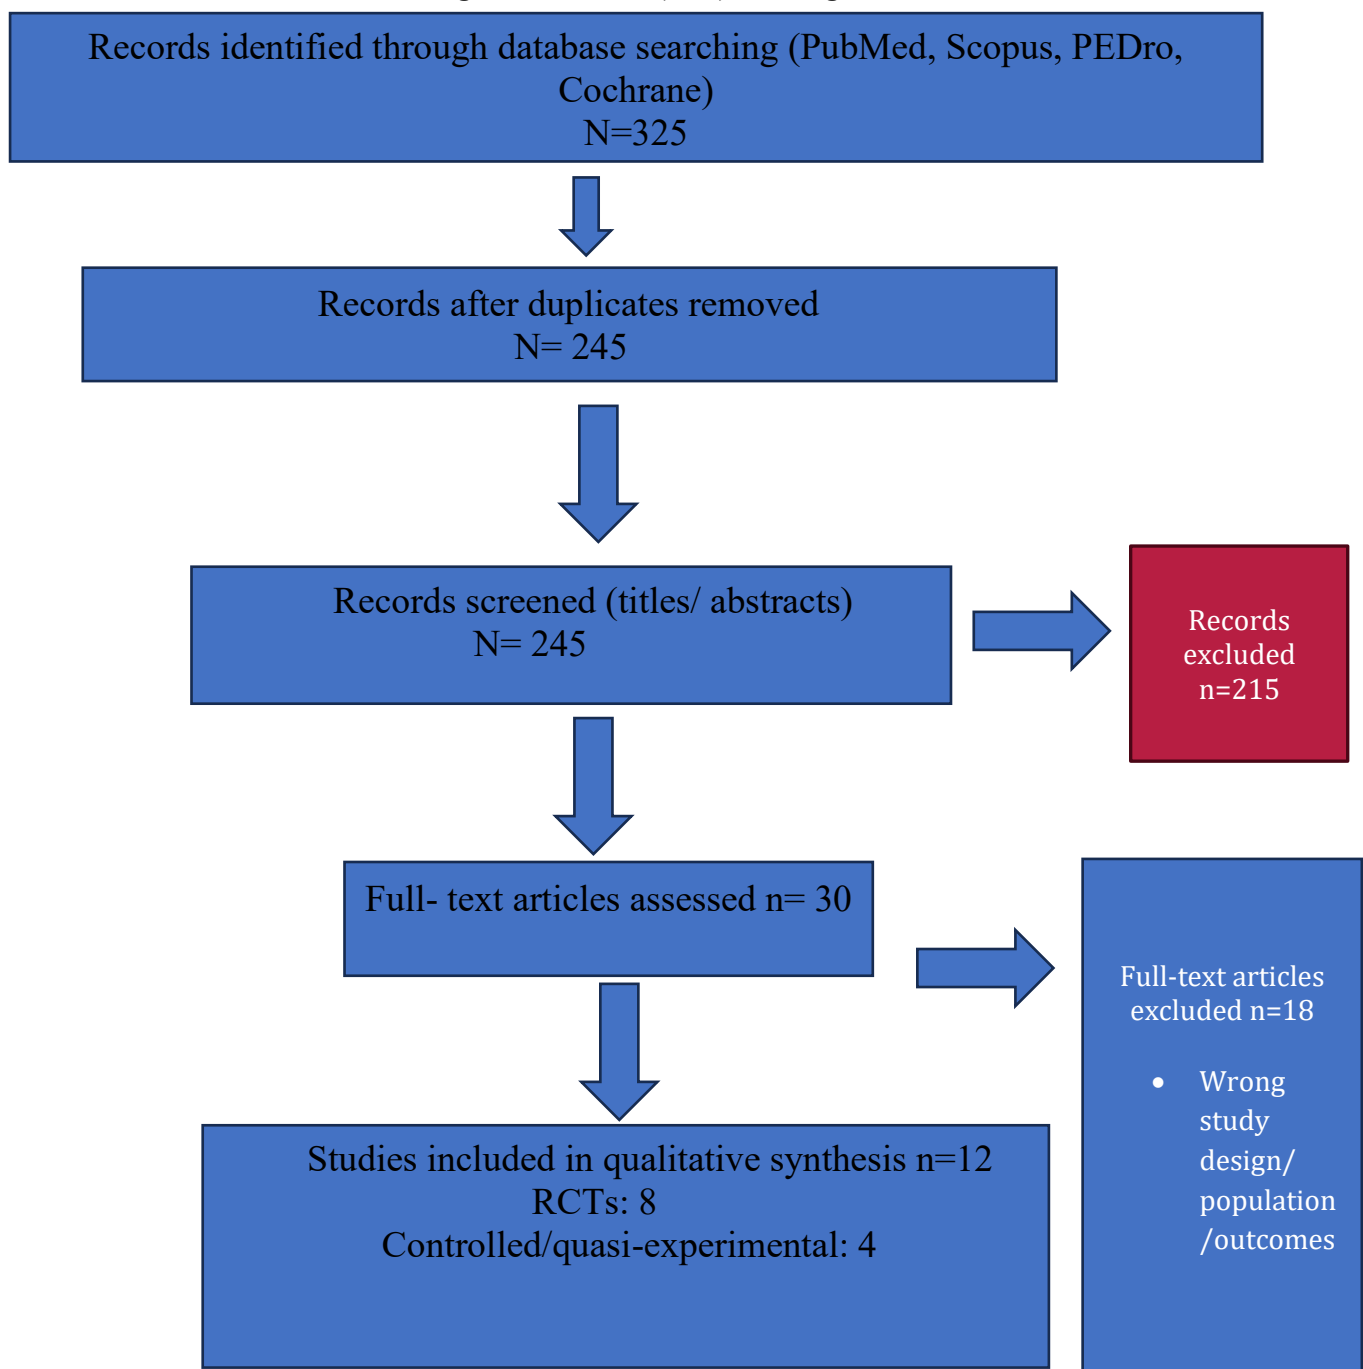 Records identified through database searching (PubMed, Scopus, PEDro,
Cochrane)
N=325
Records after duplicates removed
N= 245
Records screened (titles/ abstracts)
N= 245
Records
excluded
n=215
Full- text articles assessed n= 30
Full-text articles
excluded n=18
• Wrong
study
design/
population
/outcomes
Studies included in qualitative synthesis n=12
RCTs: 8
Controlled/quasi-experimental: 4